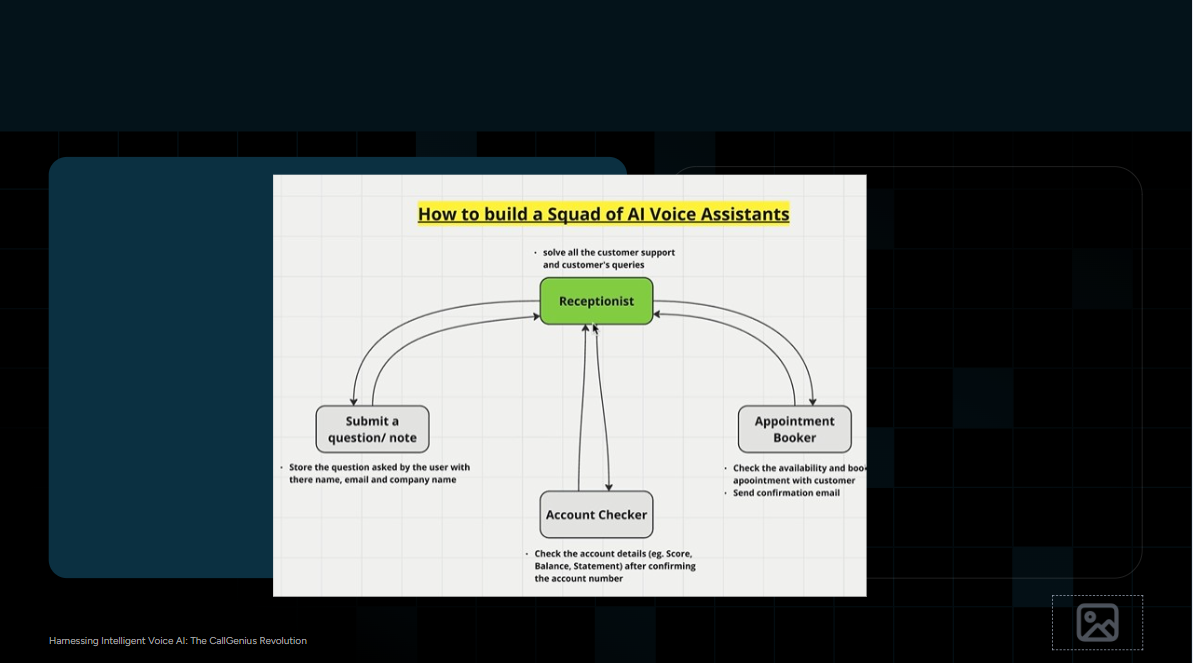 How to build a Squad of AI Voice Assistants
solve all the customer support
and customer's queries
Receptionist
Submit a
question/ note
Store the question asked by the user with
there name, email and company name
Appointment
Booker
Check the availability and boo
apoointment with customer
Send confirmation email
Account Checker
Check the account details (eg. Score,
Balance, Statement) after confirming
the account number
Harnessing Intelligent Voice AI: The CallGenius Revolution